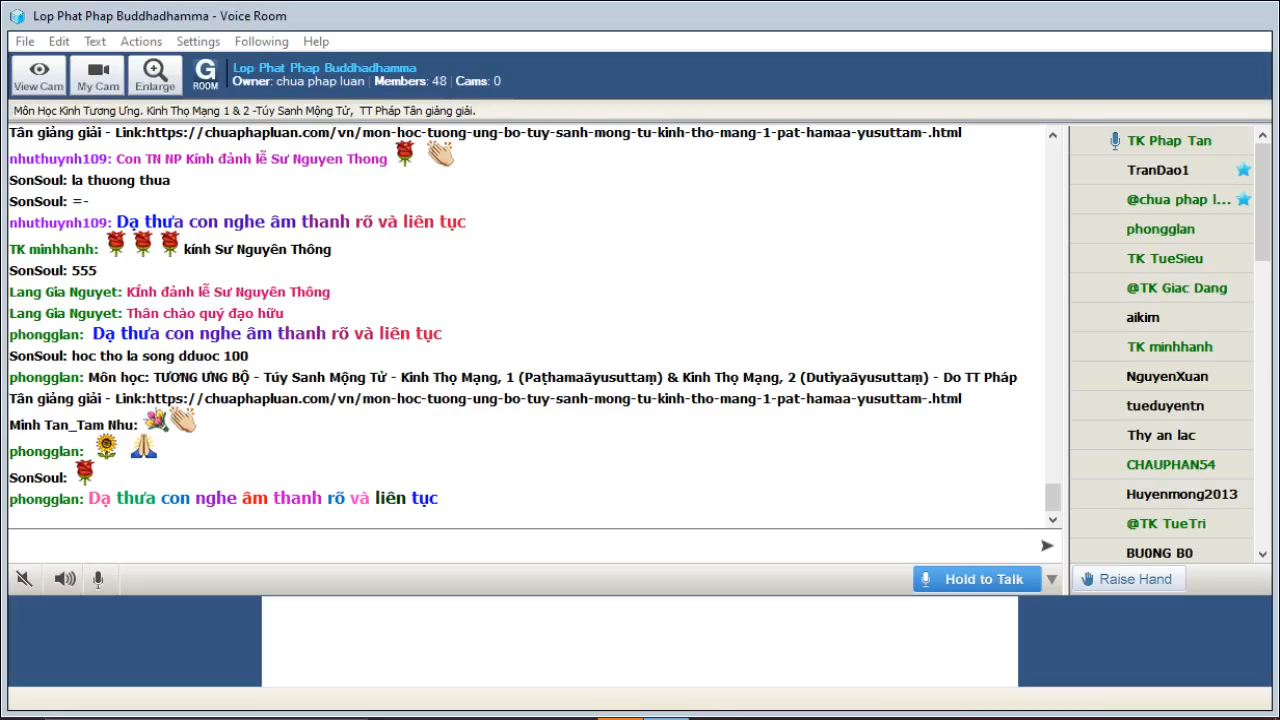 Lop Phat Phap Buddhadhamma - Voice Room
File Edit Text Actions Settings Following Help
View Cam My Cam Enlarge G ROOM
Lop Phat Phap Buddhadhamma
Owner: chua phap luan | Members: 48 | Cams: 0
Môn Học Kinh Tương Ưng. Kinh Thọ Mạng 1 & 2 -Túy Sanh Mộng Tử, TT Pháp Tân giảng giải.
Tân giảng giải - Link:https://chuaphapluan.com/vn/mon-hoc-tuong-ung-bo-tuy-sanh-mong-tu-kinh-tho-mang-1-pat-hamaa-yusuttam-.html
nhuthuynh109: Con TN NP Kính đảnh lễ Sư Nguyen Thong
SonSoul: la thuong thua
SonSoul: =-
nhuthuynh109: Dạ thưa con nghe âm thanh rõ và liên tục
TK minhhanh: kính Sư Nguyên Thông
SonSoul: 555
Lang Gia Nguyet: KÍnh đảnh lễ Sư Nguyên Thông
Lang Gia Nguyet: Thân chào quý đạo hữu
phongglan: Dạ thưa con nghe âm thanh rõ và liên tục
SonSoul: hoc tho la song dduoc 100
phongglan: Môn học: TƯƠNG ƯNG BỘ - Túy Sanh Mộng Tử - Kinh Thọ Mạng, 1 (Paṭhamaāyusuttaṃ) & Kinh Thọ Mạng, 2 (Dutiyaāyusuttaṃ) - Do TT Pháp
Tân giảng giải - Link:https://chuaphapluan.com/vn/mon-hoc-tuong-ung-bo-tuy-sanh-mong-tu-kinh-tho-mang-1-pat-hamaa-yusuttam-.html
Minh Tan_Tam Nhu:
phongglan:
SonSoul:
phongglan: Dạ thưa con nghe âm thanh rõ và liên tục
TK Phap Tan
TranDao1
@chua phap l...
phongglan
TK TueSieu
@TK Giac Dang
aikim
TK minhhanh
NguyenXuan
tueduyentn
Thy an lac
CHAUPHAN54
Huyenmong2013
@TK TueTri
BU0NG B0
Hold to Talk
Raise Hand